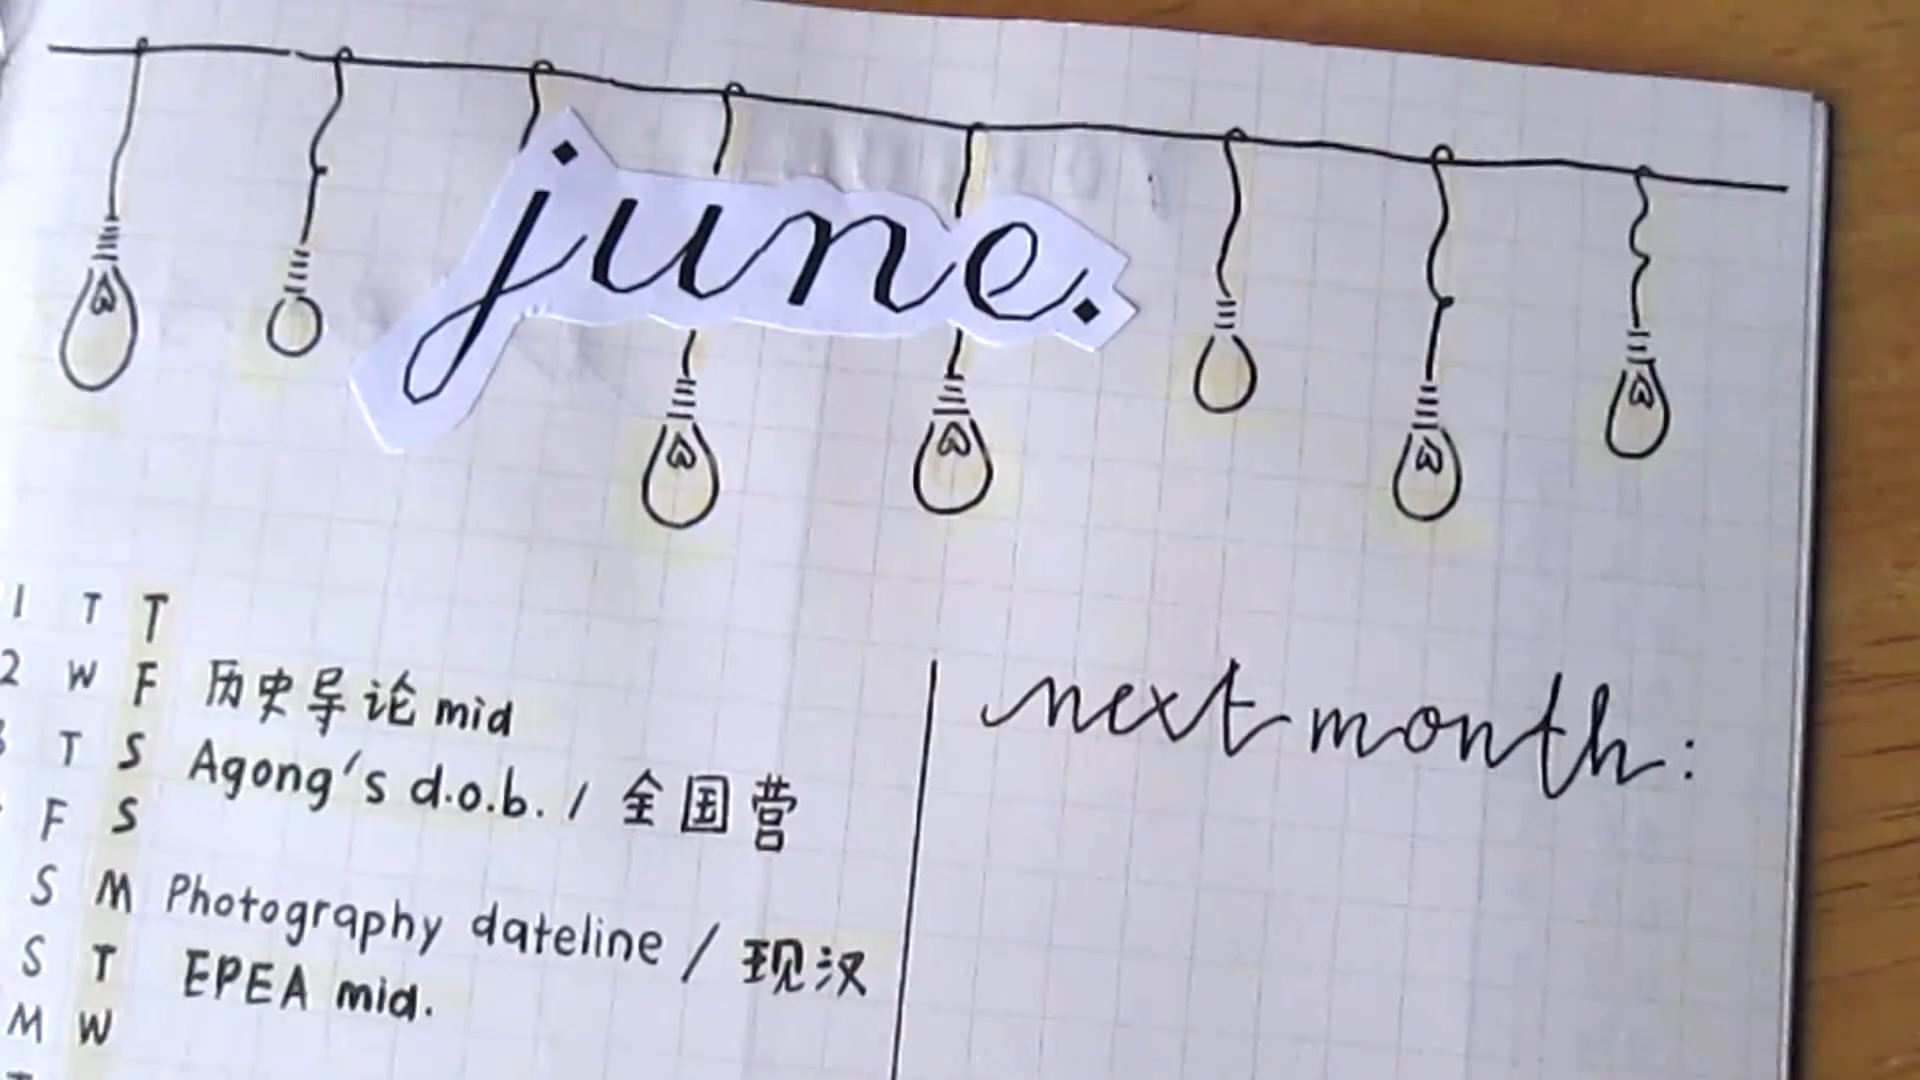 june.
1 T T
2 W F 历史导论 mid
3 T S Agong's d.o.b. / 全国营
F S
S M Photography dateline / 现汉
S T EPEA mid.
M W
next month: